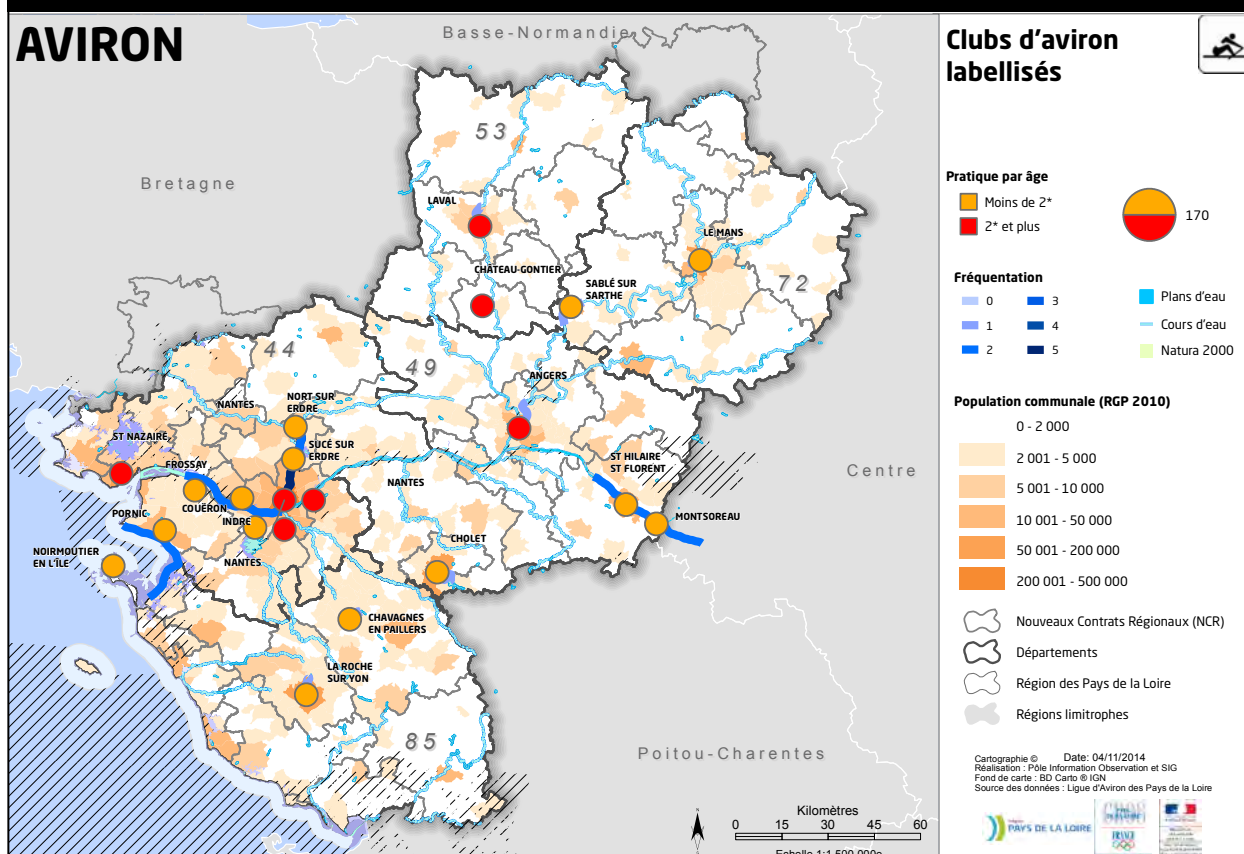 AVIRON
Basse-Normandie
Bretagne
Centre
Poitou-Charentes
53
72
44
49
85
LAVAL
LE MANS
CHÂTEAU-GONTIER
SABLÉ SUR
SARTHE
ANGERS
NANTES
NORT SUR
ERDRE
SUCÉ SUR
ERDRE
ST NAZAIRE
FROSSAY
ST HILAIRE
ST FLORENT
NANTES
COUËRON
PORNIC
INDRE
MONTSOREAU
NOIRMOUTIER
EN L'ÎLE
NANTES
CHOLET
CHAVAGNES
EN PAILLERS
LA ROCHE
SUR YON
N
Kilomètres
0 15 30 45 60
Echelle 1:1 500 000e
Clubs d'aviron
labellisés
Pratique par âge
Moins de 2*
2* et plus
170
Fréquentation
0 3
1 4
2 5
Plans d'eau
Cours d'eau
Natura 2000
Population communale (RGP 2010)
0 - 2 000
2 001 - 5 000
5 001 - 10 000
10 001 - 50 000
50 001 - 200 000
200 001 - 500 000
Nouveaux Contrats Régionaux (NCR)
Départements
Région des Pays de la Loire
Régions limitrophes
Cartographie © Date: 04/11/2014
Réalisation : Pôle Information Observation et SIG
Fond de carte : BD Carto ® IGN
Source des données : Ligue d'Aviron des Pays de la Loire
PAYS DE LA LOIRE
FRANCE